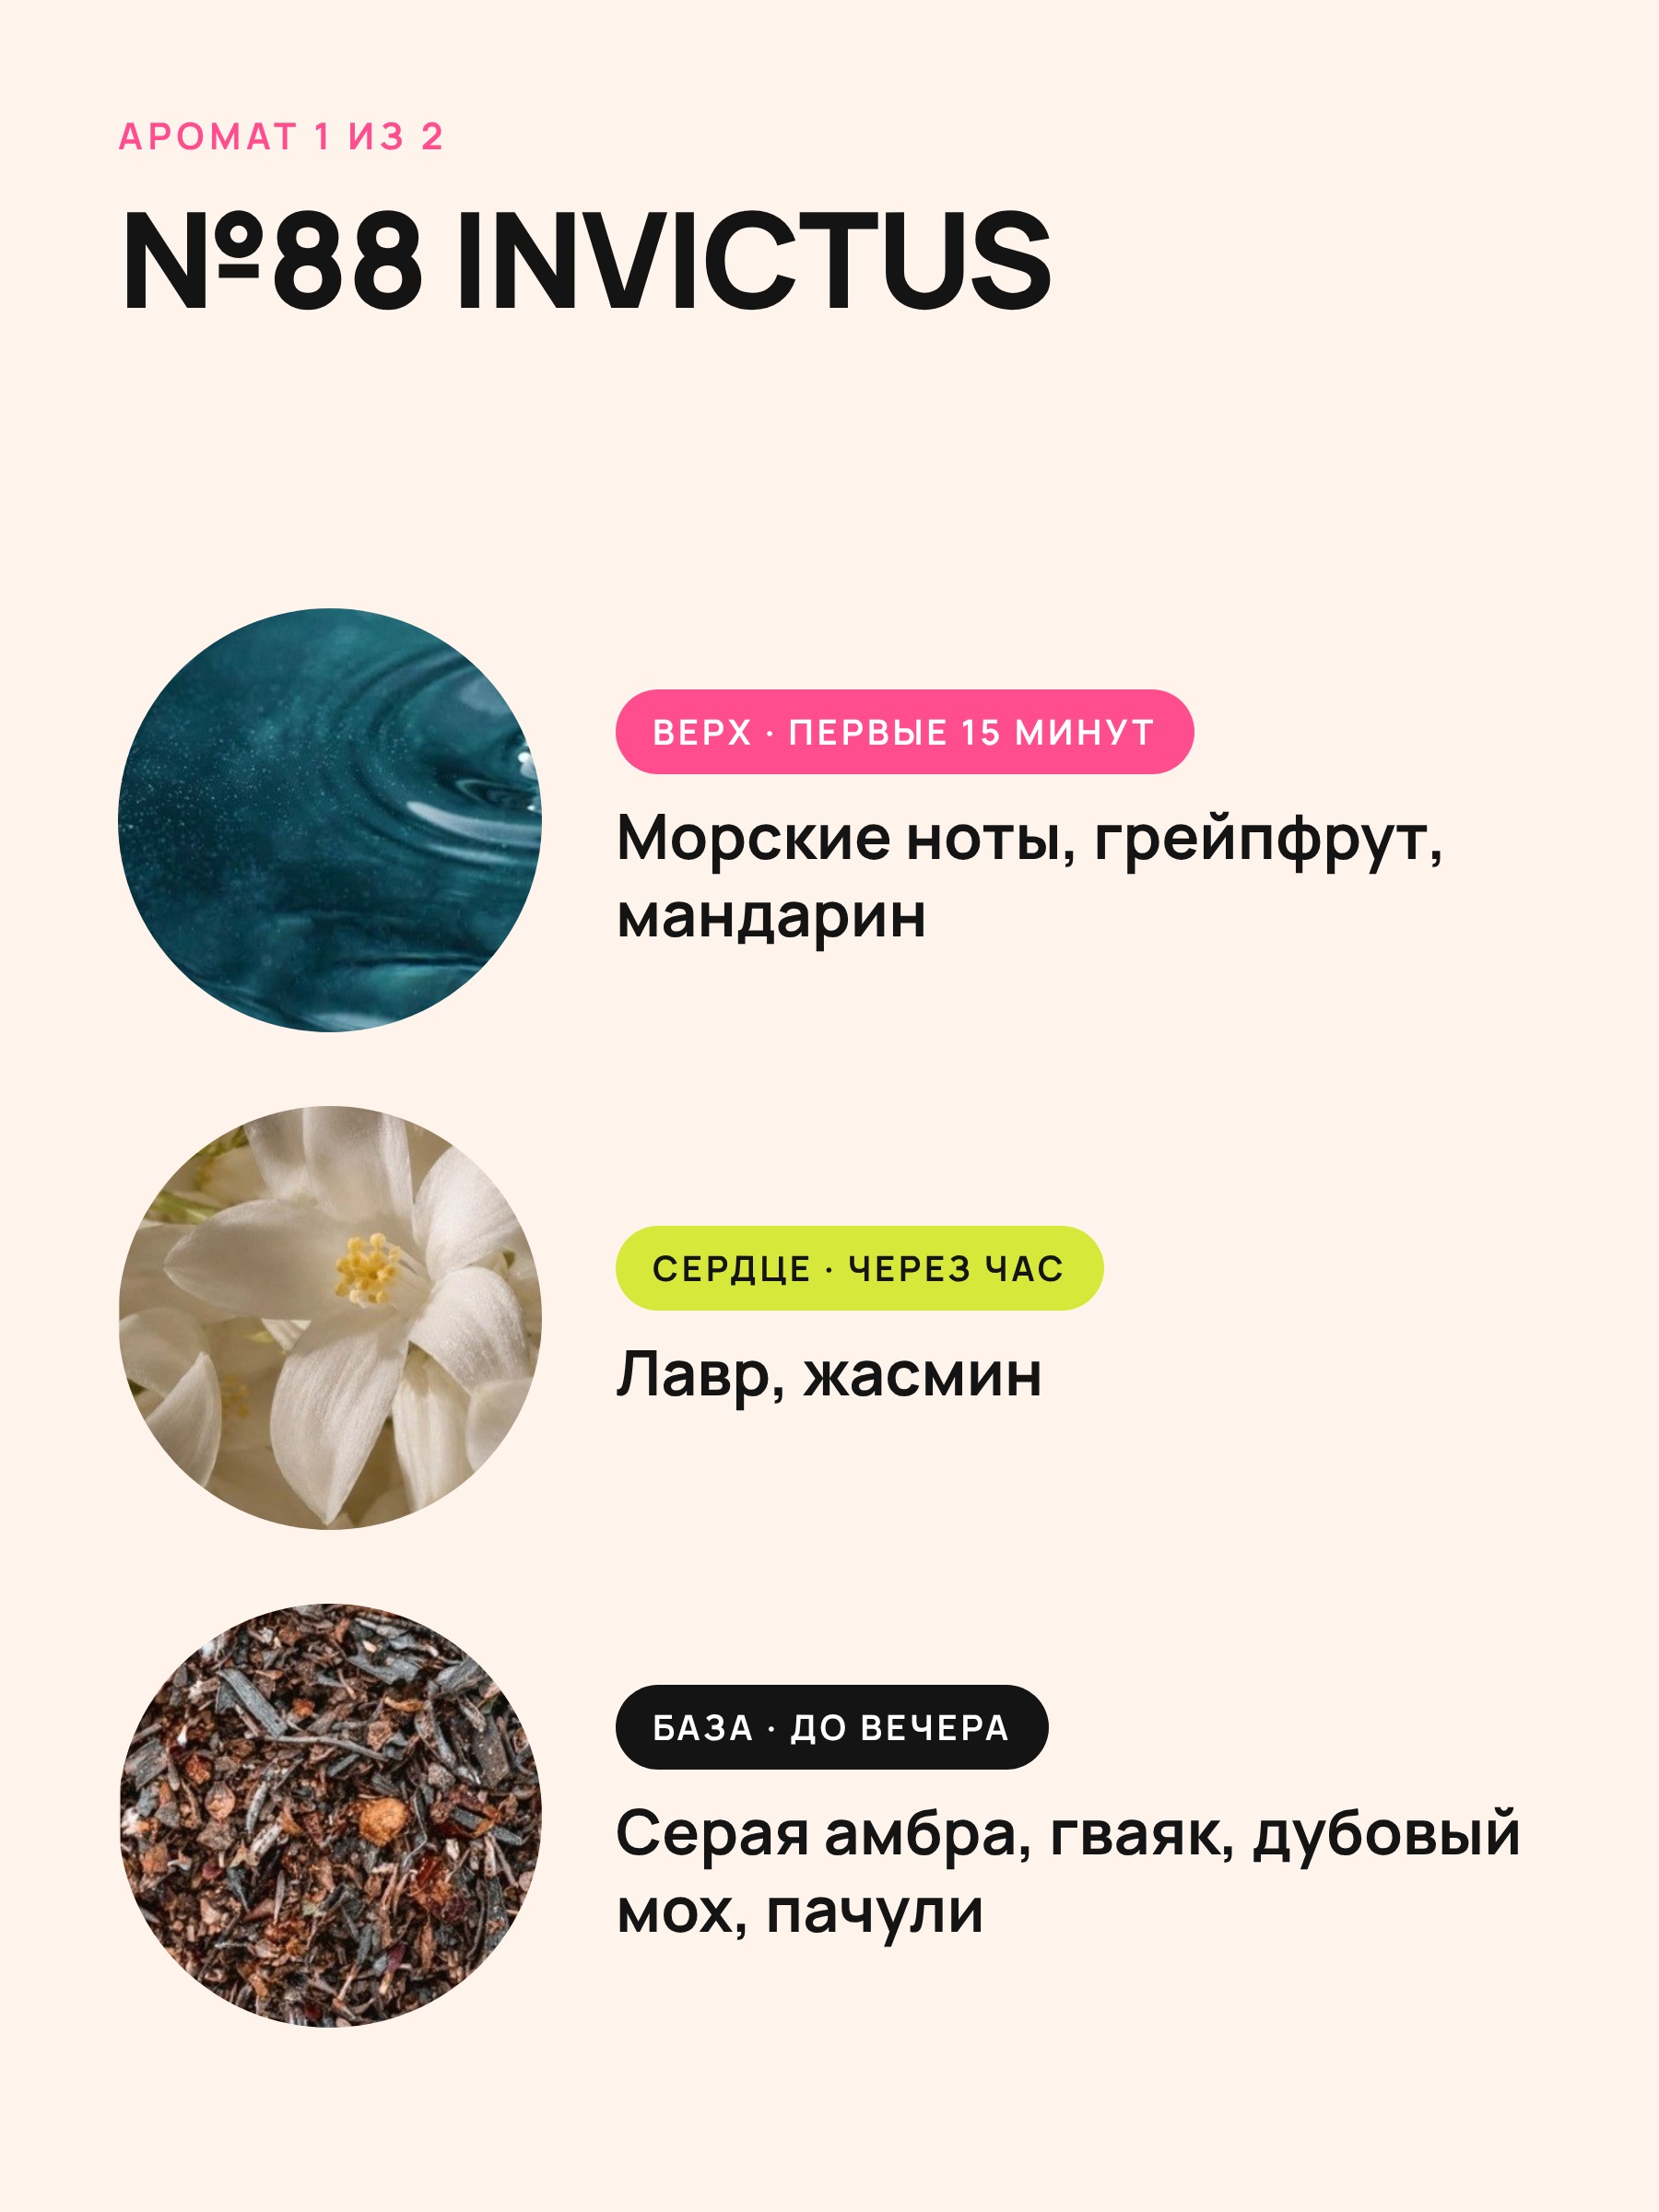 АРОМАТ 1 ИЗ 2
№88 INVICTUS
ВЕРХ · ПЕРВЫЕ 15 МИНУТ
Морские ноты, грейпфрут,
мандарин
СЕРДЦЕ · ЧЕРЕЗ ЧАС
Лавр, жасмин
БАЗА · ДО ВЕЧЕРА
Серая амбра, гваяк, дубовый
мох, пачули